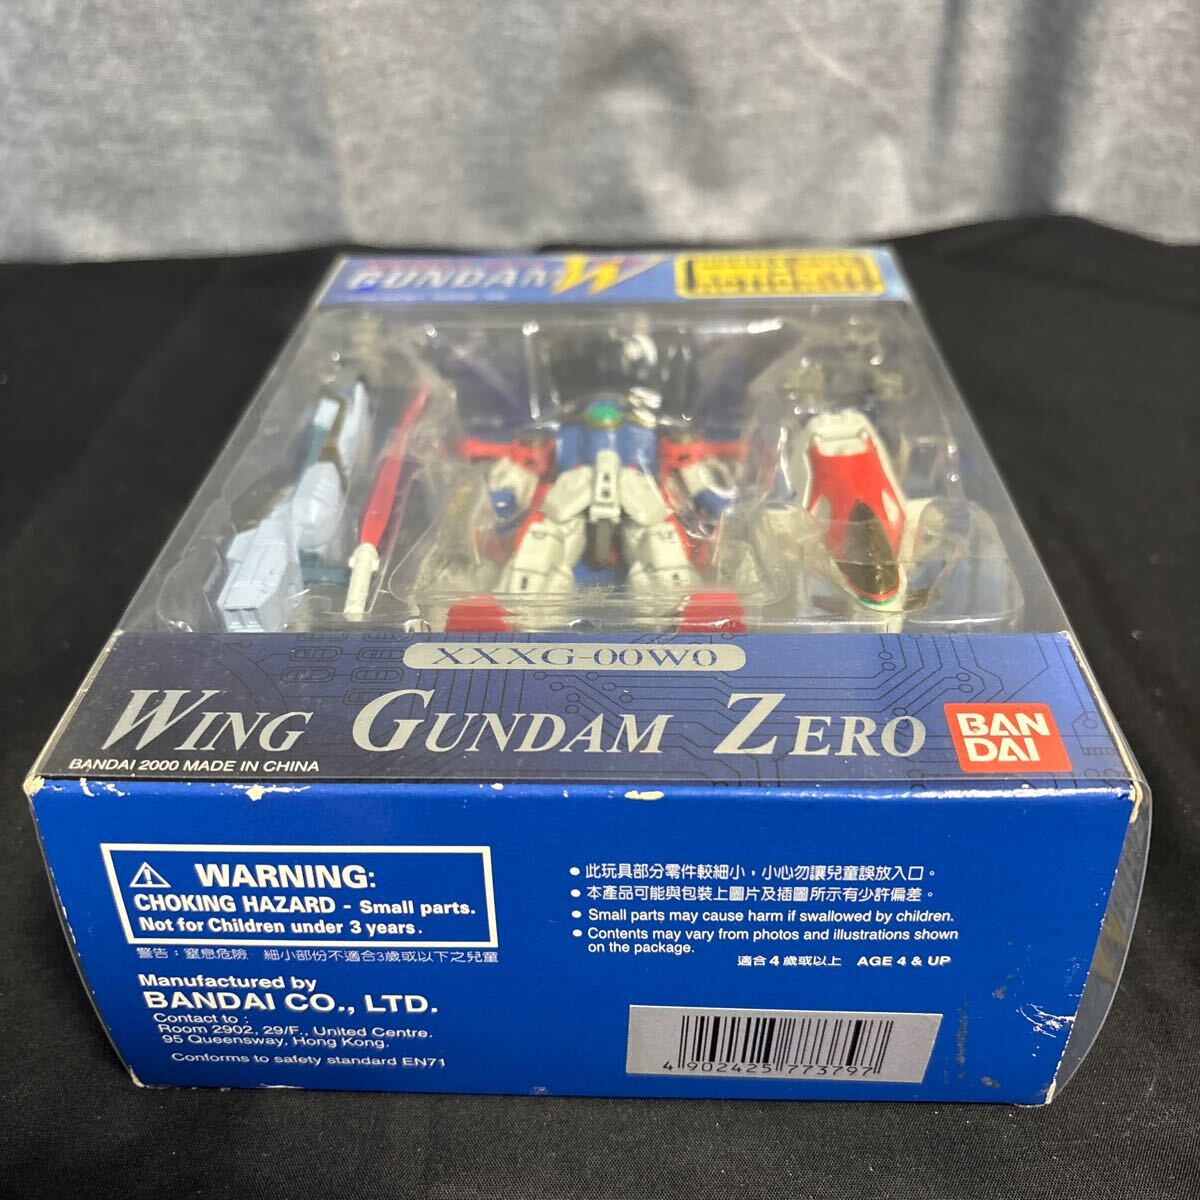 GUNDAM W
XXXG-00W0
WING GUNDAM ZERO
BAN
DAI
BANDAI 2000 MADE IN CHINA
WARNING:
CHOKING HAZARD - Small parts.
Not for Children under 3 years.
警告：窒息危險 細小部份不適合3歲或以下之兒童
Manufactured by
BANDAI CO., LTD.
Contact to :
Room 2902, 29/F., United Centre.
95 Queensway, Hong Kong.
Conforms to safety standard EN71
• 此玩具部分零件較細小，小心勿讓兒童誤放入口。
• 本產品可能與包裝上圖片及插圖所示有少許偏差。
• Small parts may cause harm if swallowed by children.
• Contents may vary from photos and illustrations shown
on the package.
適合4歲或以上 AGE 4 & UP
4 902425 773797